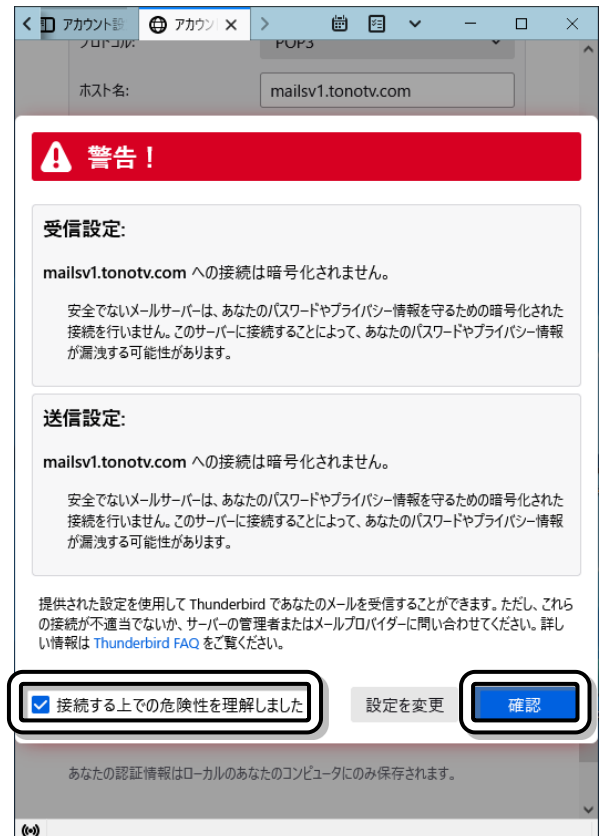 アカウント設
アカウン
プロトコル:
POP3
ホスト名:
mailsv1.tonotv.com
警告！
受信設定:
mailsv1.tonotv.com への接続は暗号化されません。
安全でないメールサーバーは、あなたのパスワードやプライバシー情報を守るための暗号化された
接続を行いません。このサーバーに接続することによって、あなたのパスワードやプライバシー情報
が漏洩する可能性があります。
送信設定:
mailsv1.tonotv.com への接続は暗号化されません。
安全でないメールサーバーは、あなたのパスワードやプライバシー情報を守るための暗号化された
接続を行いません。このサーバーに接続することによって、あなたのパスワードやプライバシー情報
が漏洩する可能性があります。
提供された設定を使用して Thunderbird であなたのメールを受信することができます。ただし、これら
の接続が不適当でないか、サーバーの管理者またはメールプロバイダーに問い合わせてください。詳し
い情報は Thunderbird FAQ をご覧ください。
接続する上での危険性を理解しました
設定を変更
確認
あなたの認証情報はローカルのあなたのコンピュータにのみ保存されます。